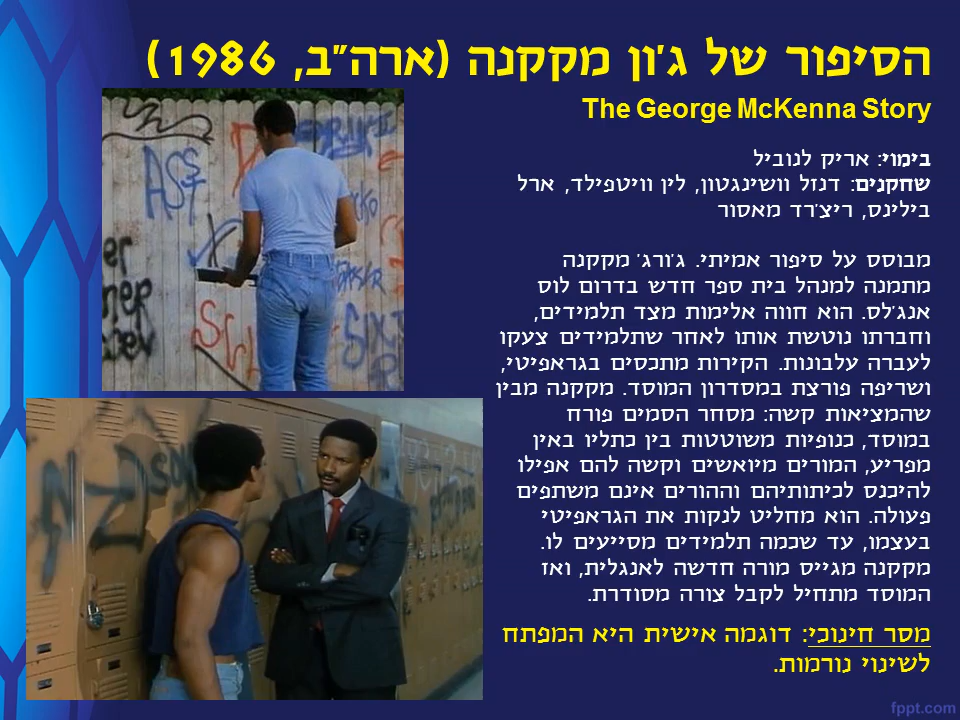 הסיפור של ג'ון מקקנה (ארה"ב, 1986)
The George McKenna Story
בימוי: אריק לנוביל
שחקנים: דנזל וושינגטון, לין וויטפילד, ארל
בילינס, ריצ'רד מאסור
מבוסס על סיפור אמיתי. ג'ורג' מקקנה
מתמנה למנהל בית ספר חדש בדרום לוס
אנג'לס. הוא חווה אלימות מצד תלמידים,
וחברתו נוטשת אותו לאחר שתלמידים צעקו
לעברה עלבונות. הקירות מתכסים בגראפיטי,
ושריפה פורצת במסדרון המוסד. מקקנה מבין
שהמציאות קשה: מסחר הסמים פורח
במוסד, כנופיות משוטטות בין כתליו באין
מפריע, המורים מיואשים וקשה להם אפילו
להיכנס לכיתותיהם וההורים אינם משתפים
פעולה. הוא מחליט לנקות את הגראפיטי
בעצמו, עד שכמה תלמידים מסייעים לו.
מקקנה מגייס מורה חדשה לאנגלית, ואז
המוסד מתחיל לקבל צורה מסודרת.
מסר חינוכי: דוגמה אישית היא המפתח
לשינוי נורמות.
ASST
fppt.com